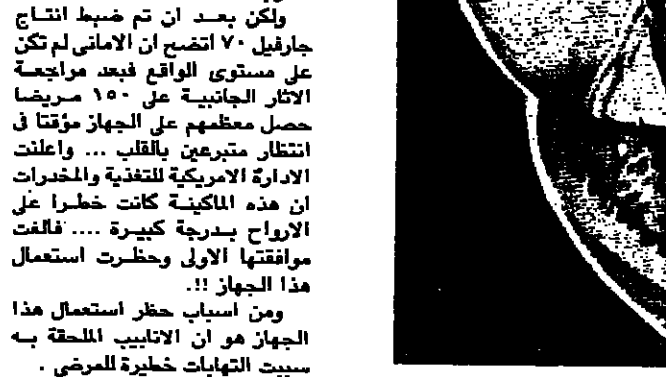 ولكن بعد ان تم ضبط انتاج
جارفيل ٧٠ اتضح ان الامانى لم تكن
على مستوى الواقع فبعد مراجعة
الاثار الجانبية على ١٥٠ مريضا
حصل معظمهم على الجهاز مؤقتا فى
انتظار متبرعين بالقلب ... واعلنت
الادارة الامريكية للتغذية والمخدرات
ان هذه الماكينة كانت خطرا على
الارواح بدرجة كبيرة .... فالغت
موافقتها الاولى وحظرت استعمال
هذا الجهاز !!.
ومن اسباب حظر استعمال هذا
الجهاز هو ان الانابيب الملحقة به
سببت التهابات خطيرة للمرضى .